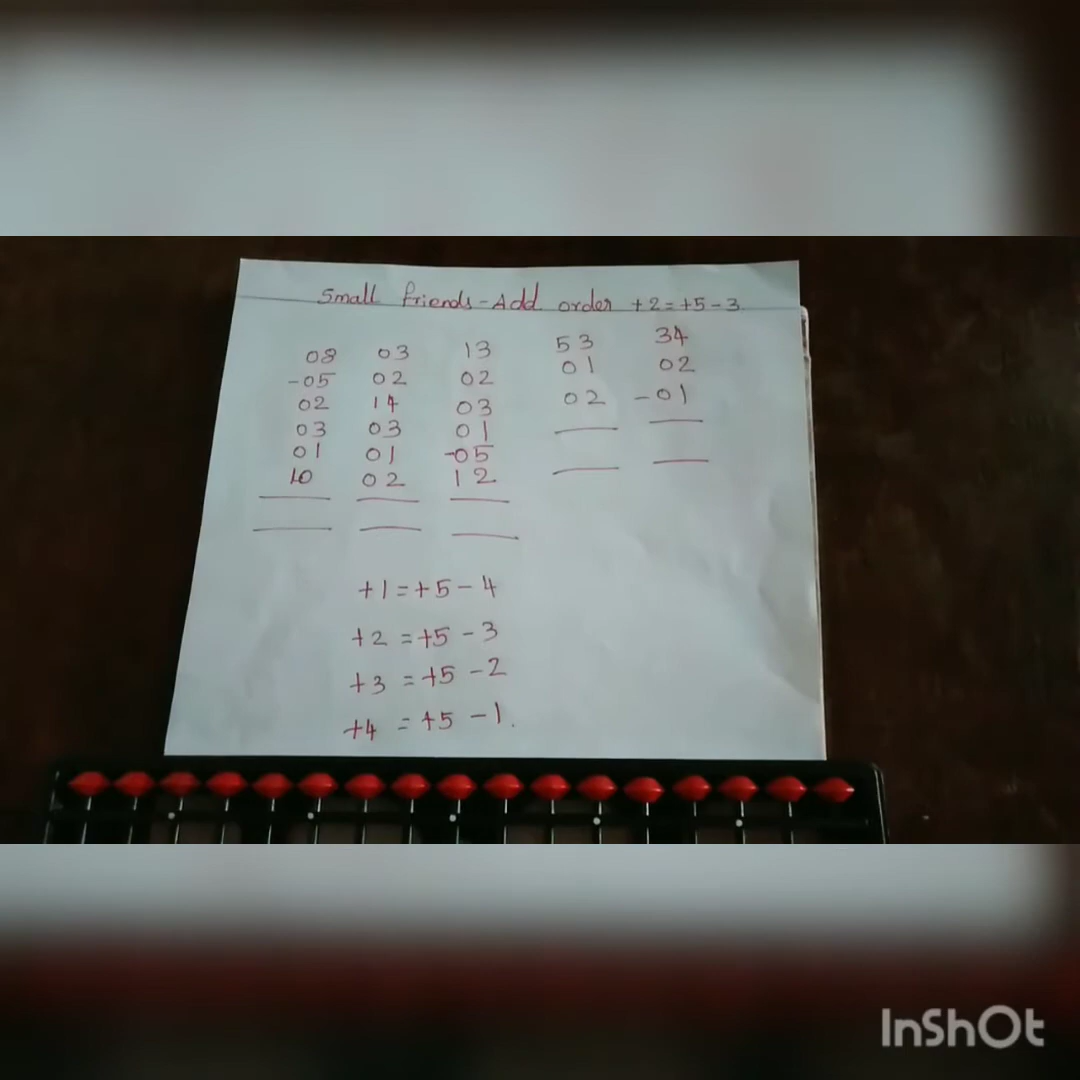 Small friends-Add order +2=+5-3
08 03 13 53 34
-05 02 02 01 02
02 14 03 02 -01
03 03 01
01 01 -05
10 02 12
+1=+5-4
+2=+5-3
+3=+5-2
+4=+5-1.
InShOt